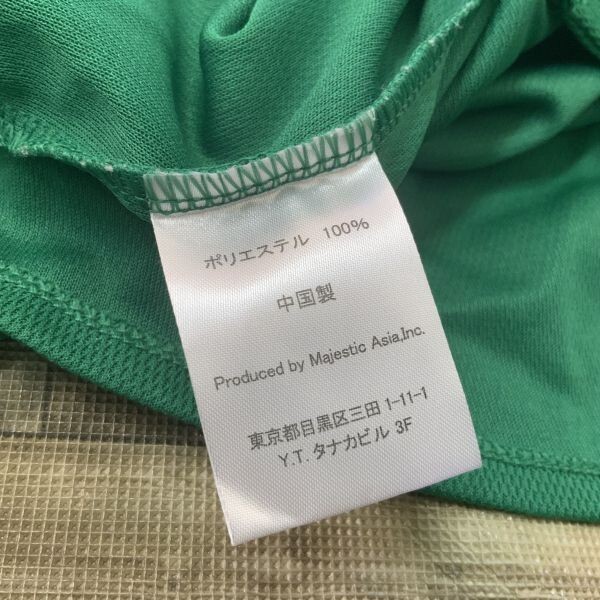 ポリエステル 100%
中国製
Produced by Majestic Asia,Inc.
東京都目黒区三田 1-11-1
Y.T. タナカビル 3F